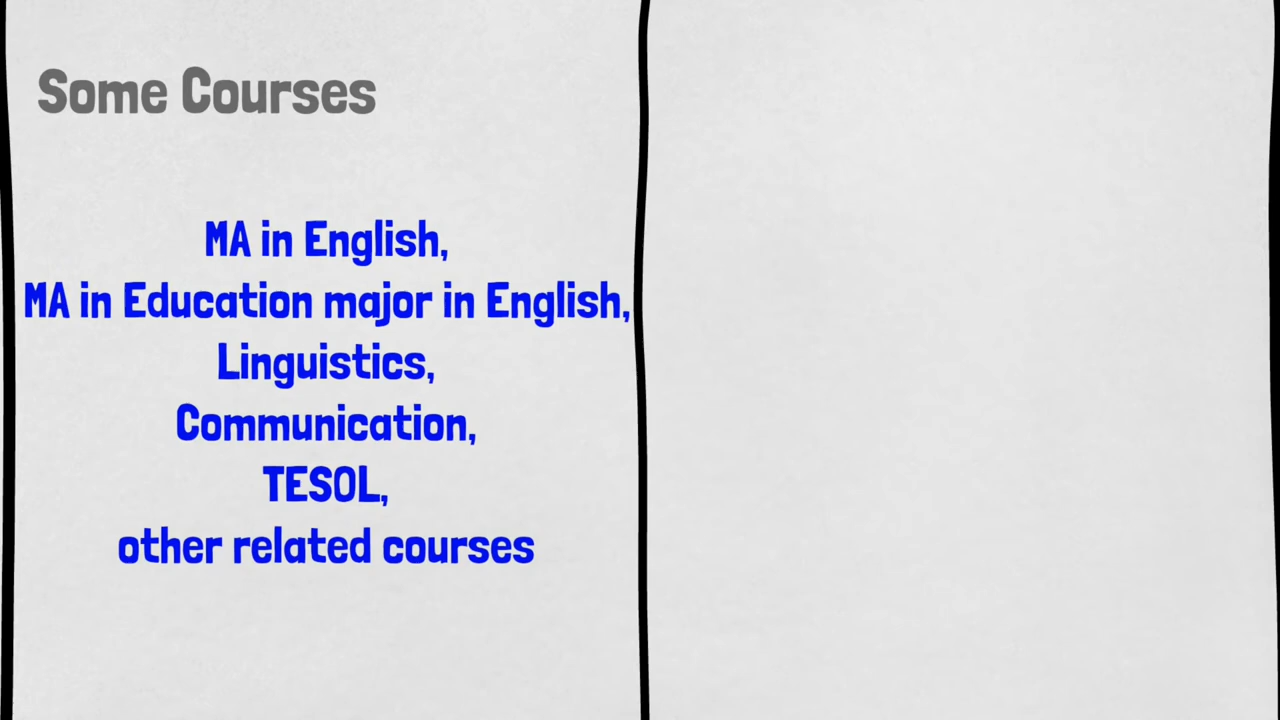 Some Courses
MA in English,
MA in Education major in English,
Linguistics,
Communication,
TESOL,
other related courses